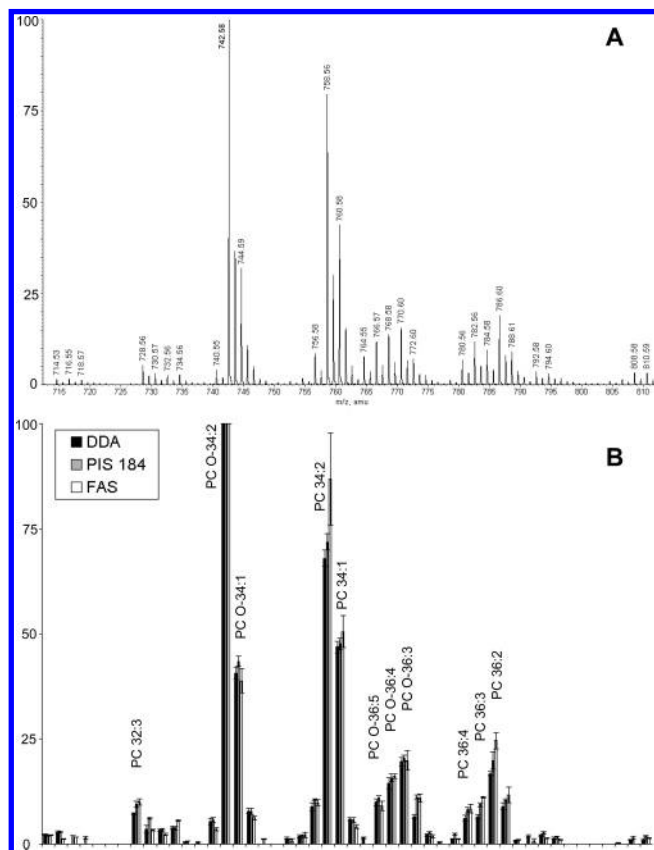 A
100
75
50
25
0
714.53
716.55
718.57
728.56
730.57
732.56
734.56
740.55
742.58
744.59
756.58
758.56
760.58
764.55
766.57
768.58
770.60
772.60
780.56
782.56
784.58
786.60
788.61
792.58
794.60
808.58
810.59
715 720 725 730 735 740 745 750 755 760 765 770 775 780 785 790 795 800 805 810
m/z, amu
B
100
75
50
25
0
DDA
PIS 184
FAS
PC 32:3
PC O-34:2
PC O-34:1
PC 34:2
PC 34:1
PC O-36:5
PC O-36:4
PC O-36:3
PC 36:4
PC 36:3
PC 36:2